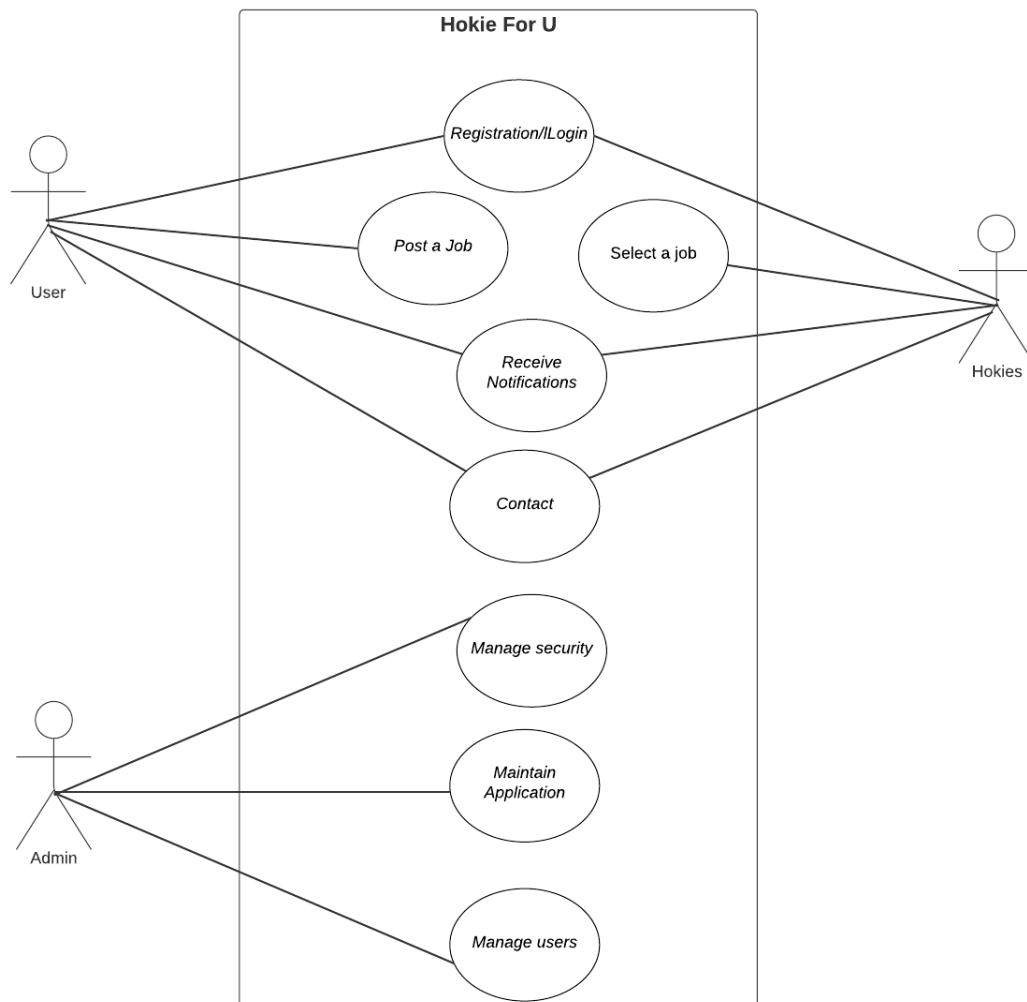 Hokie For U
Registration/lLogin
Post a Job
Select a job
User
Receive
Notifications
Hokies
Contact
Manage security
Maintain
Application
Admin
Manage users